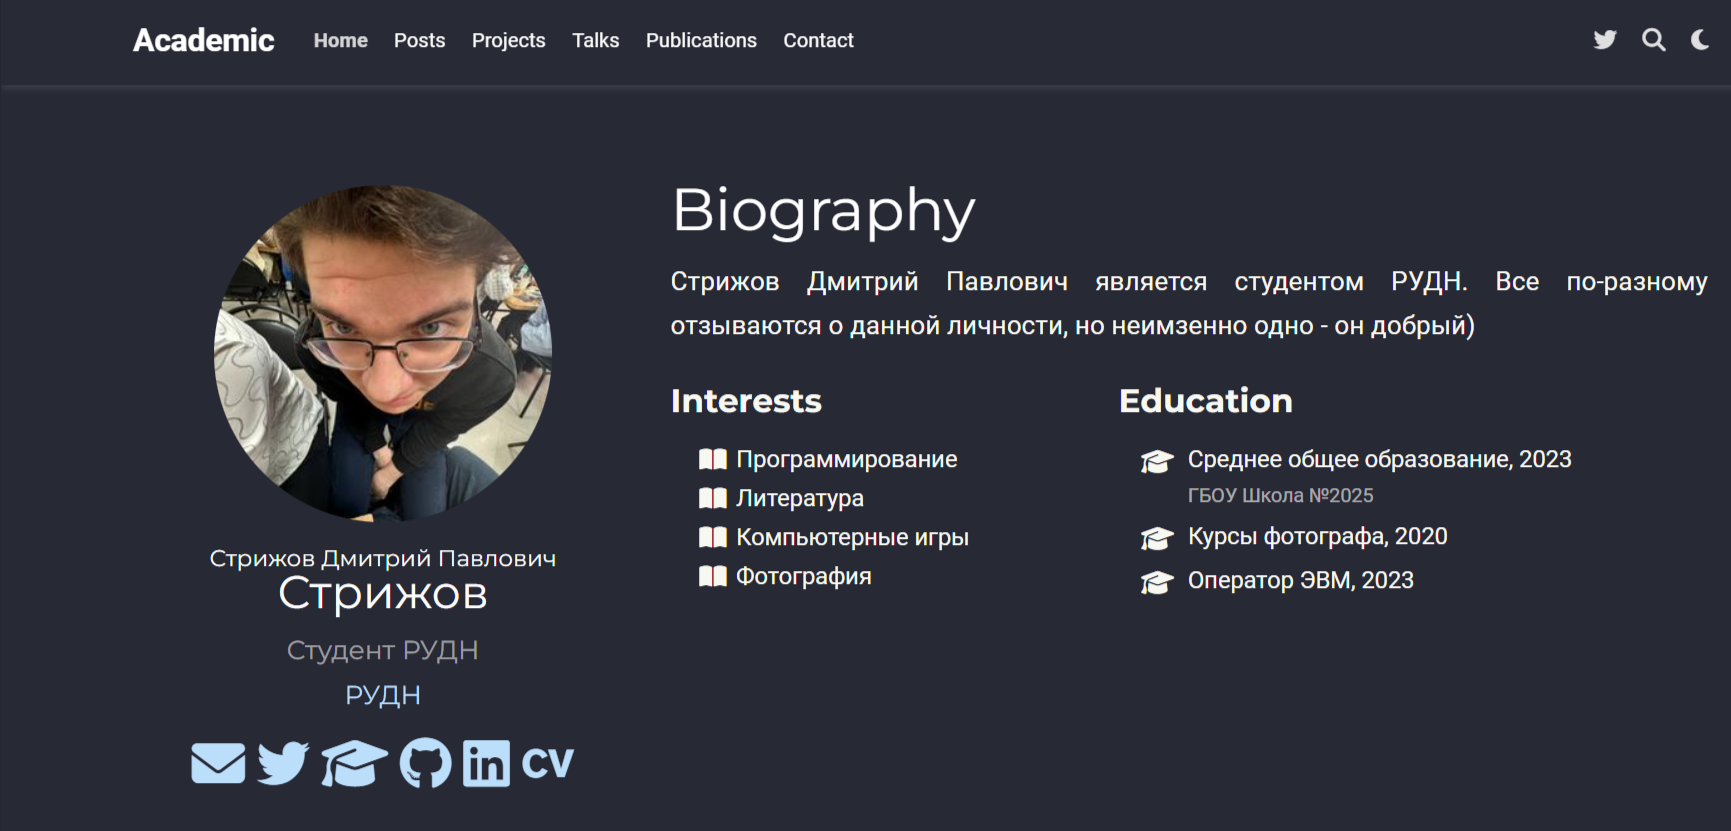 Academic Home Posts Projects Talks Publications Contact
Biography
Стрижов Дмитрий Павлович является студентом РУДН. Все по-разному
отзываются о данной личности, но неимзенно одно - он добрый)
Interests
Программирование
Литература
Компьютерные игры
Фотография
Education
Среднее общее образование, 2023
ГБОУ Школа №2025
Курсы фотографа, 2020
Оператор ЭВМ, 2023
Стрижов Дмитрий Павлович
Стрижов
Студент РУДН
РУДН
in CV